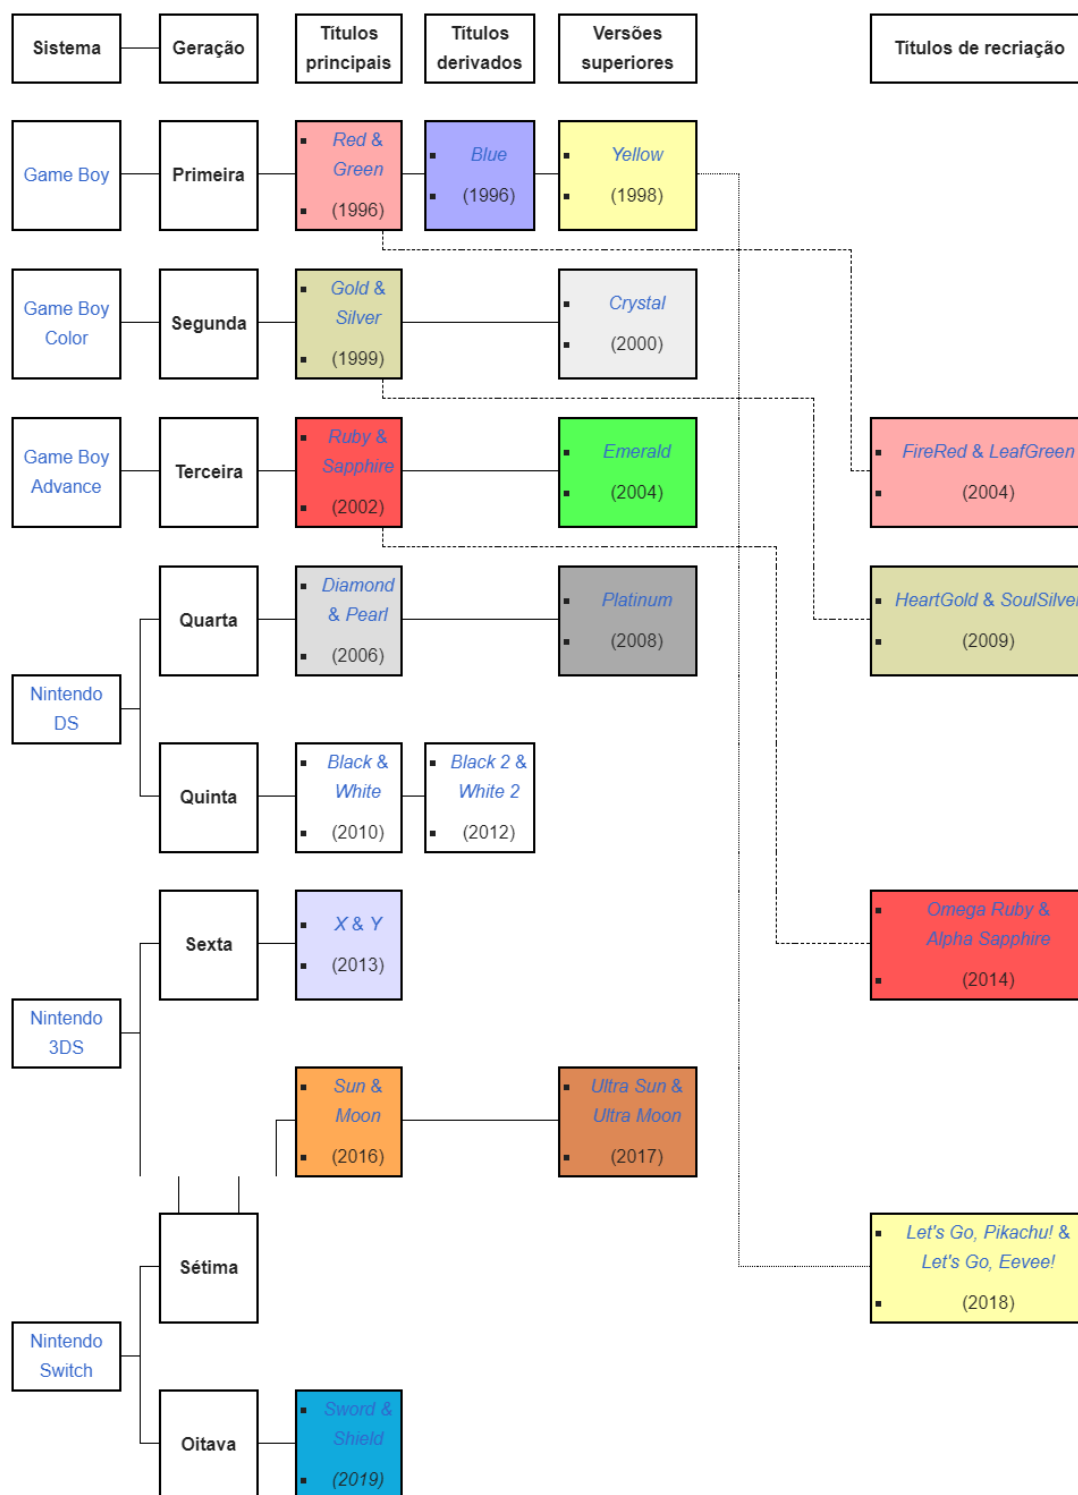 Sistema
Geração
Títulos
principais
Títulos
derivados
Versões
superiores
Títulos de recriação
Game Boy
Primeira
Red &
Green
(1996)
Blue
(1996)
Yellow
(1998)
Game Boy
Color
Segunda
Gold &
Silver
(1999)
Crystal
(2000)
Game Boy
Advance
Terceira
Ruby &
Sapphire
(2002)
Emerald
(2004)
FireRed & LeafGreen
(2004)
Nintendo
DS
Quarta
Diamond
& Pearl
(2006)
Platinum
(2008)
HeartGold & SoulSilver
(2009)
Quinta
Black &
White
(2010)
Black 2 &
White 2
(2012)
Nintendo
3DS
Sexta
X & Y
(2013)
Omega Ruby &
Alpha Sapphire
(2014)
Sun &
Moon
(2016)
Ultra Sun &
Ultra Moon
(2017)
Sétima
Let's Go, Pikachu! &
Let's Go, Eevee!
(2018)
Nintendo
Switch
Oitava
Sword &
Shield
(2019)